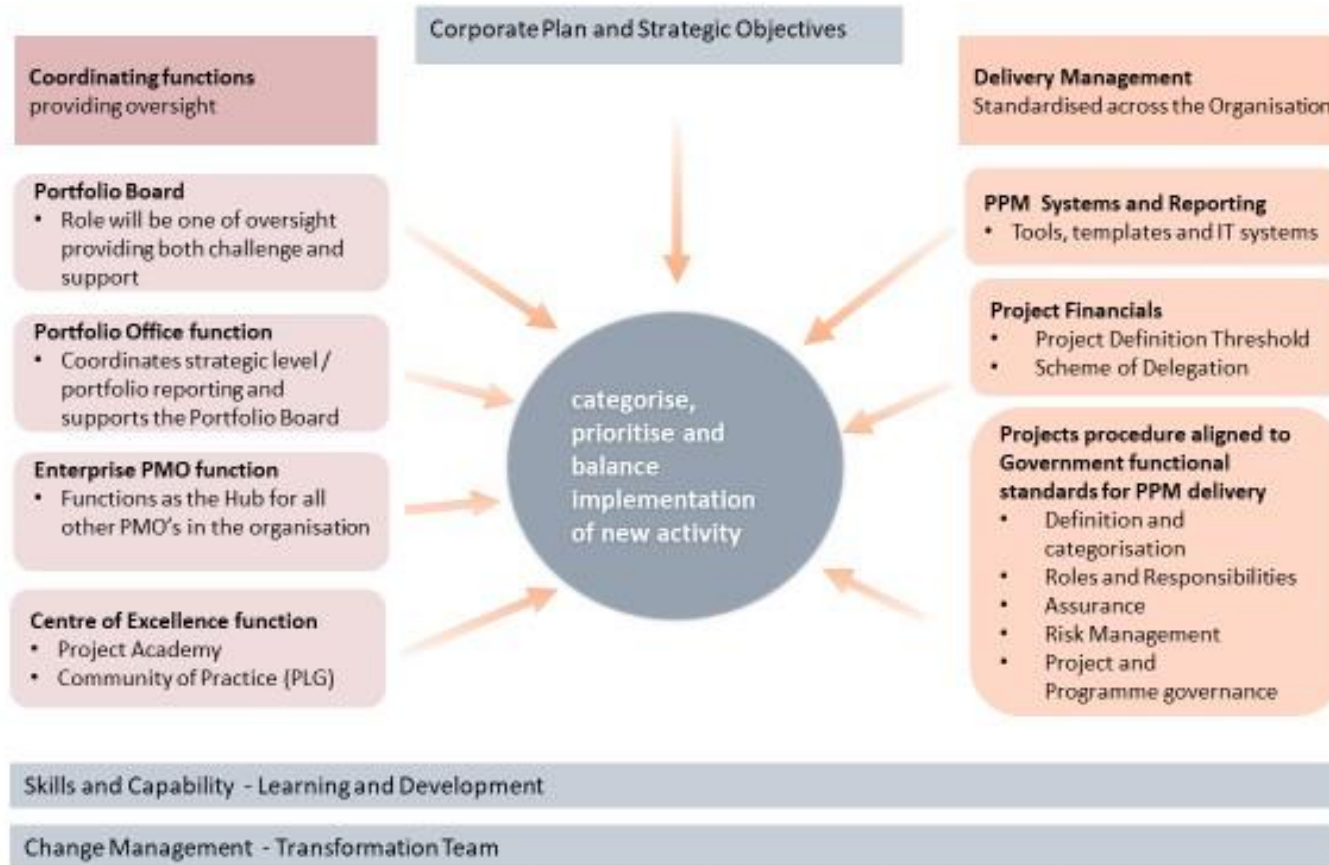 Corporate Plan and Strategic Objectives
Coordinating functions
providing oversight
Portfolio Board
• Role will be one of oversight
providing both challenge and
support
Portfolio Office function
• Coordinates strategic level /
portfolio reporting and
supports the Portfolio Board
Enterprise PMO function
• Functions as the Hub for all
other PMO's in the organisation
Centre of Excellence function
• Project Academy
• Community of Practice (PLG)
categorise,
prioritise and
balance
implementation
of new activity
Delivery Management
Standardised across the Organisation
PPM Systems and Reporting
• Tools, templates and IT systems
Project Financials
• Project Definition Threshold
• Scheme of Delegation
Projects procedure aligned to
Government functional
standards for PPM delivery
• Definition and
categorisation
• Roles and Responsibilities
• Assurance
• Risk Management
• Project and
Programme governance
Skills and Capability - Learning and Development
Change Management - Transformation Team